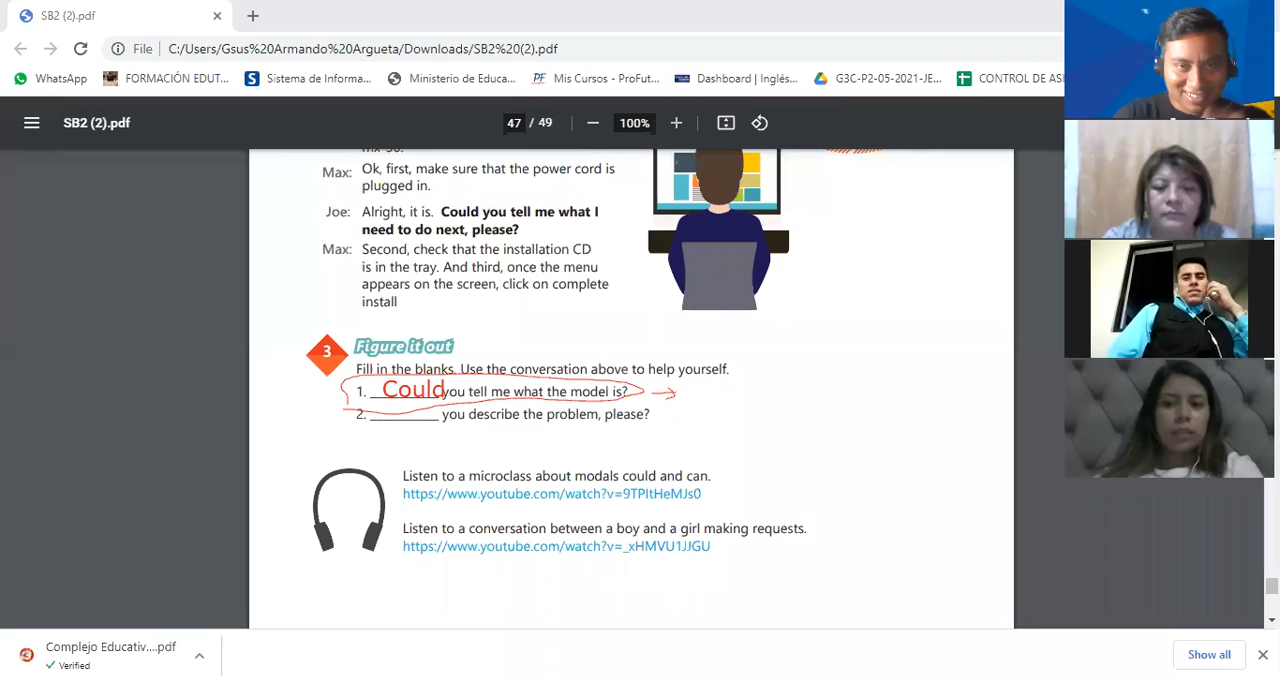 SB2 (2).pdf
File C:/Users/Gsus%20Armando%20Argueta/Downloads/SB2%20(2).pdf
WhatsApp FORMACIÓN EDUT... Sistema de Informa... Ministerio de Educa... Mis Cursos - ProFut... Dashboard | Inglés... G3C-P2-05-2021-JE... CONTROL DE ASI
SB2 (2).pdf 47 / 49 100%
Max: Ok, first, make sure that the power cord is
plugged in.
Joe: Alright, it is. Could you tell me what I
need to do next, please?
Max: Second, check that the installation CD
is in the tray. And third, once the menu
appears on the screen, click on complete
install
3 Figure it out
Fill in the blanks. Use the conversation above to help yourself.
1. Could you tell me what the model is?
2. __________ you describe the problem, please?
Listen to a microclass about modals could and can.
https://www.youtube.com/watch?v=9TPItHeMJs0
Listen to a conversation between a boy and a girl making requests.
https://www.youtube.com/watch?v=_xHMVU1JJGU
Complejo Educativ....pdf
Verified
Show all